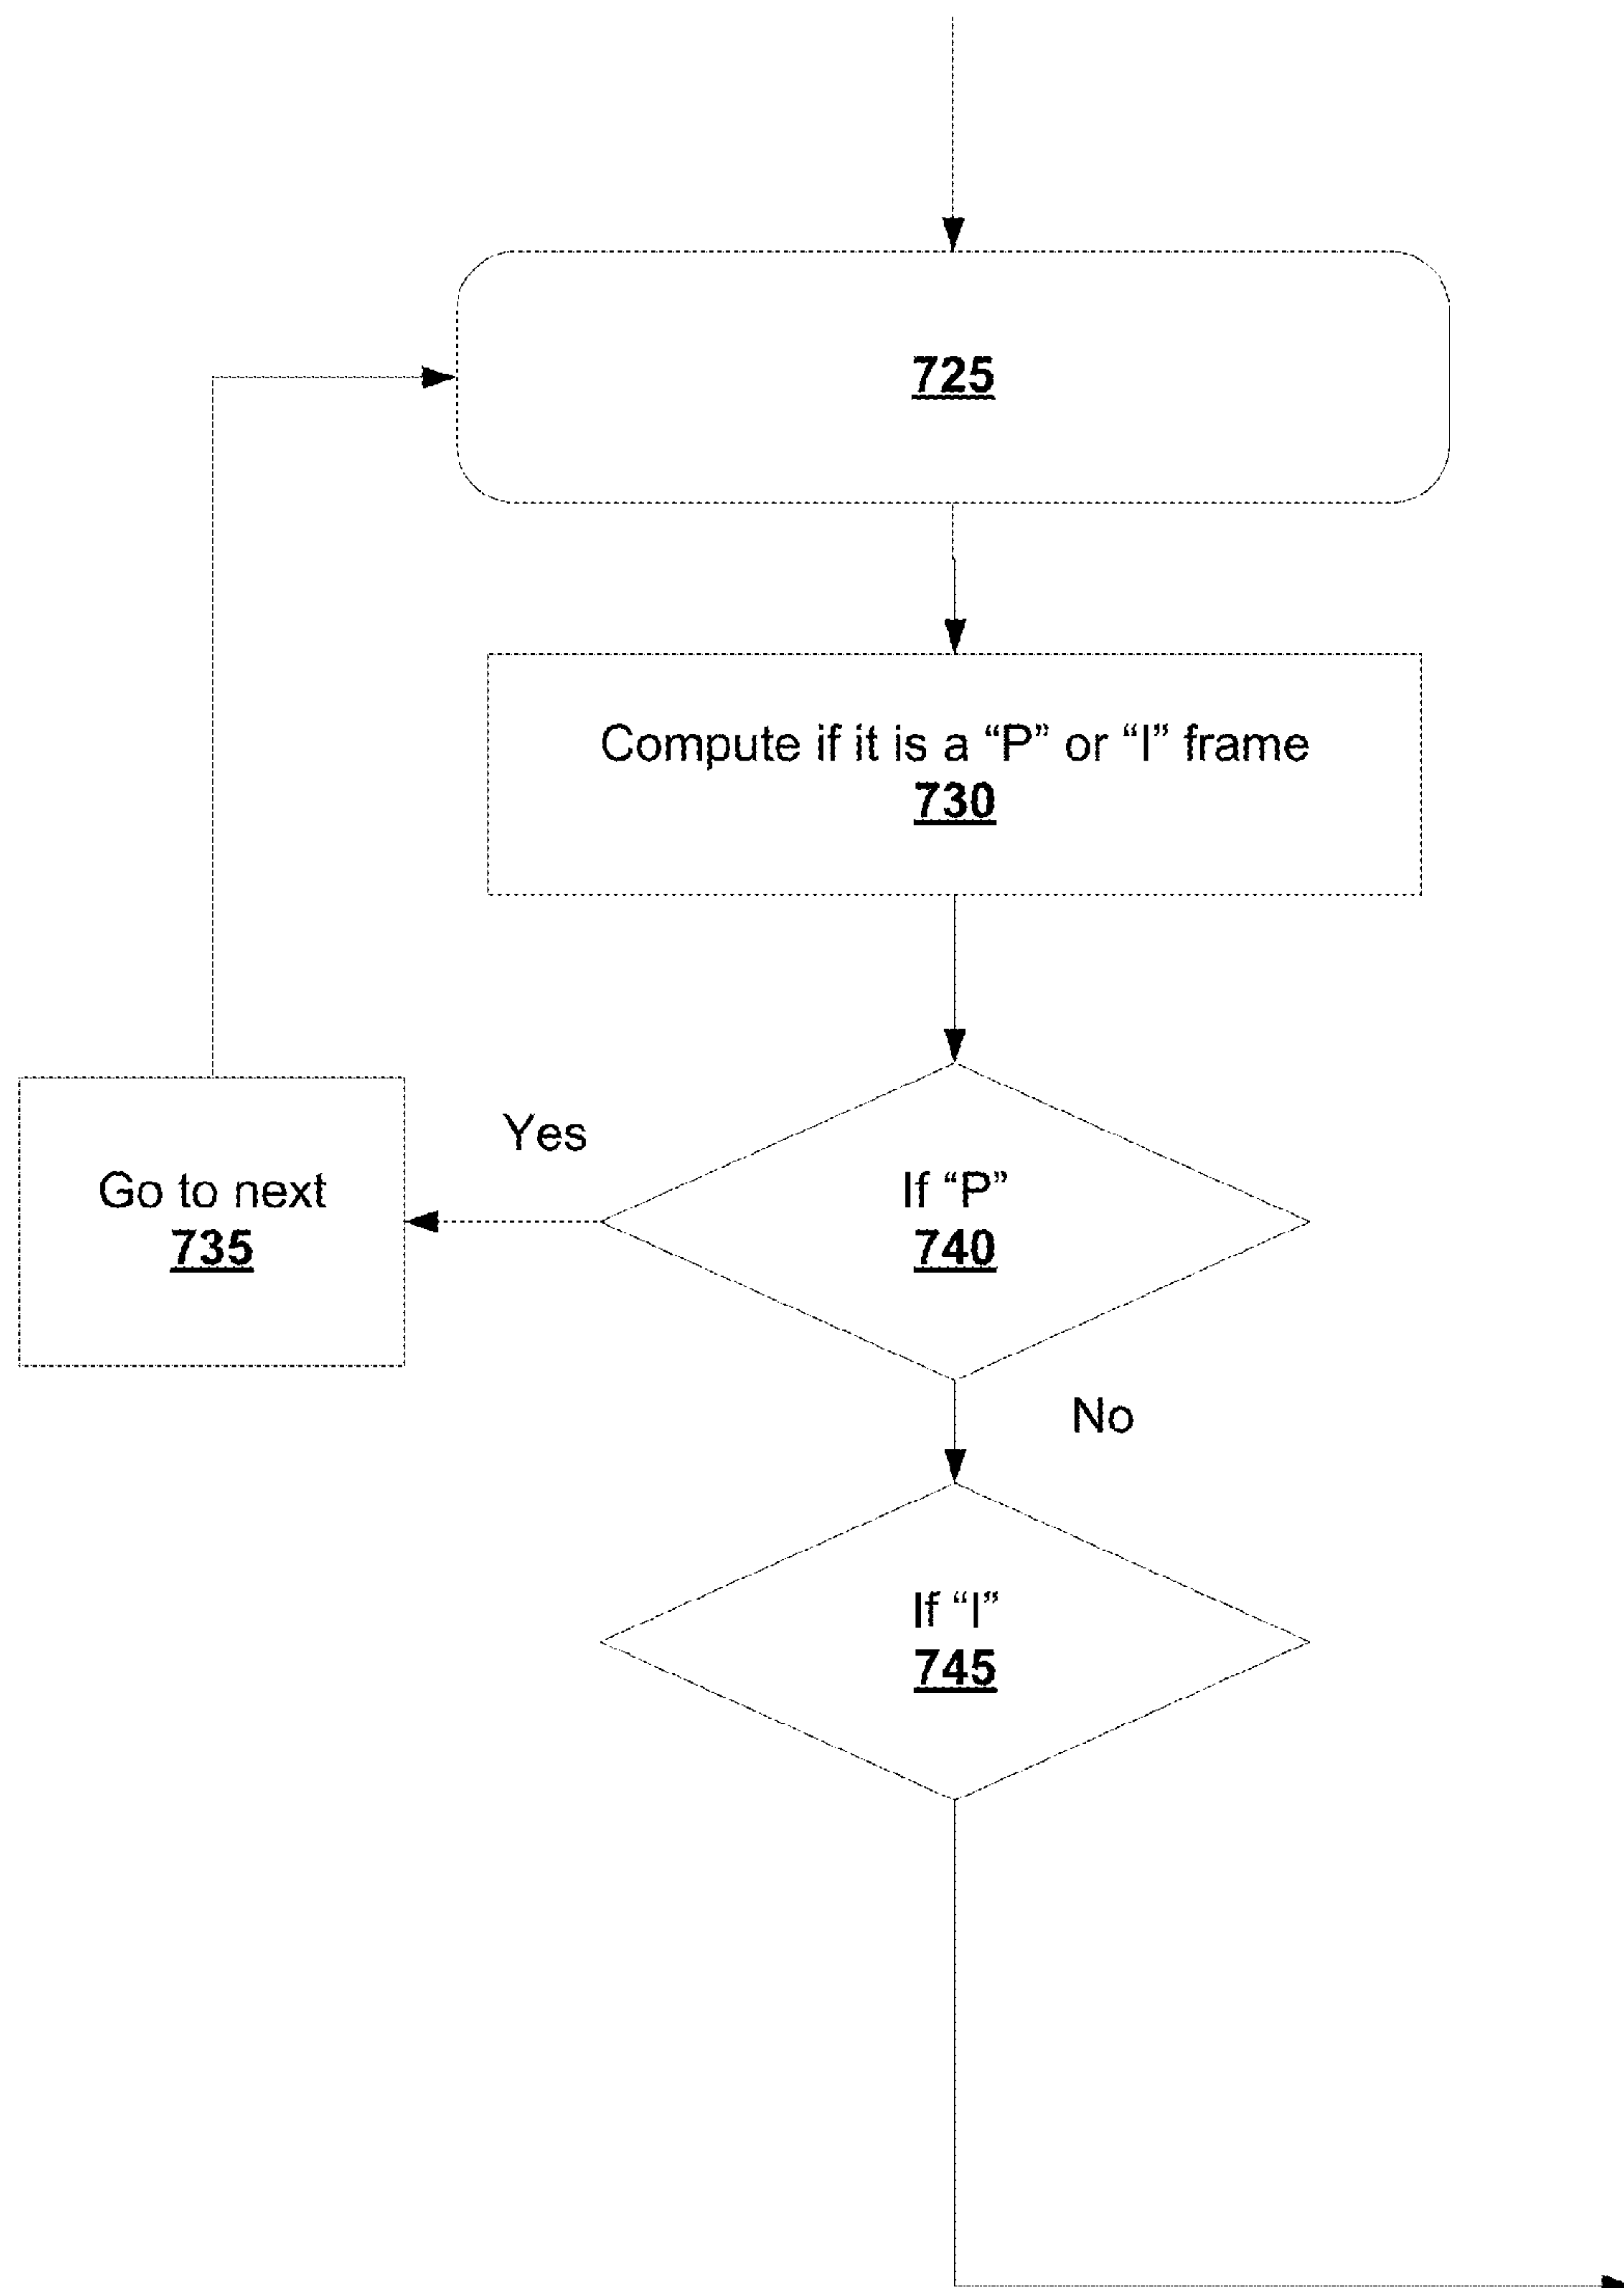 725
Compute if it is a “P” or “I” frame
730
Yes
If “P”
740
Go to next
735
No
If “I”
745